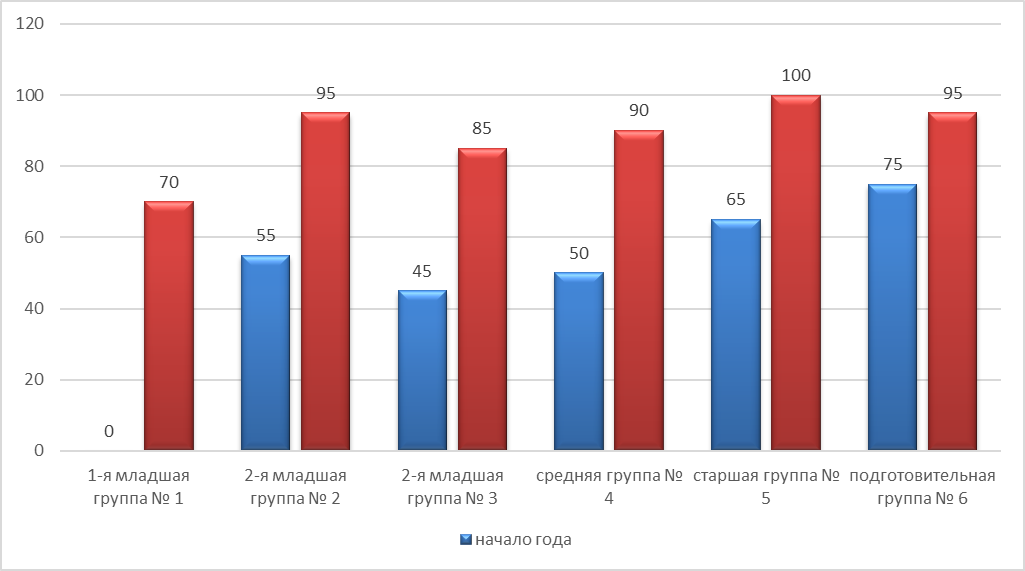 120
100
80
60
40
20
0
0
70
55
95
45
85
50
90
65
100
75
95
1-я младшая
группа № 1
2-я младшая
группа № 2
2-я младшая
группа № 3
средняя группа №
4
старшая группа №
5
подготовительная
группа № 6
начало года